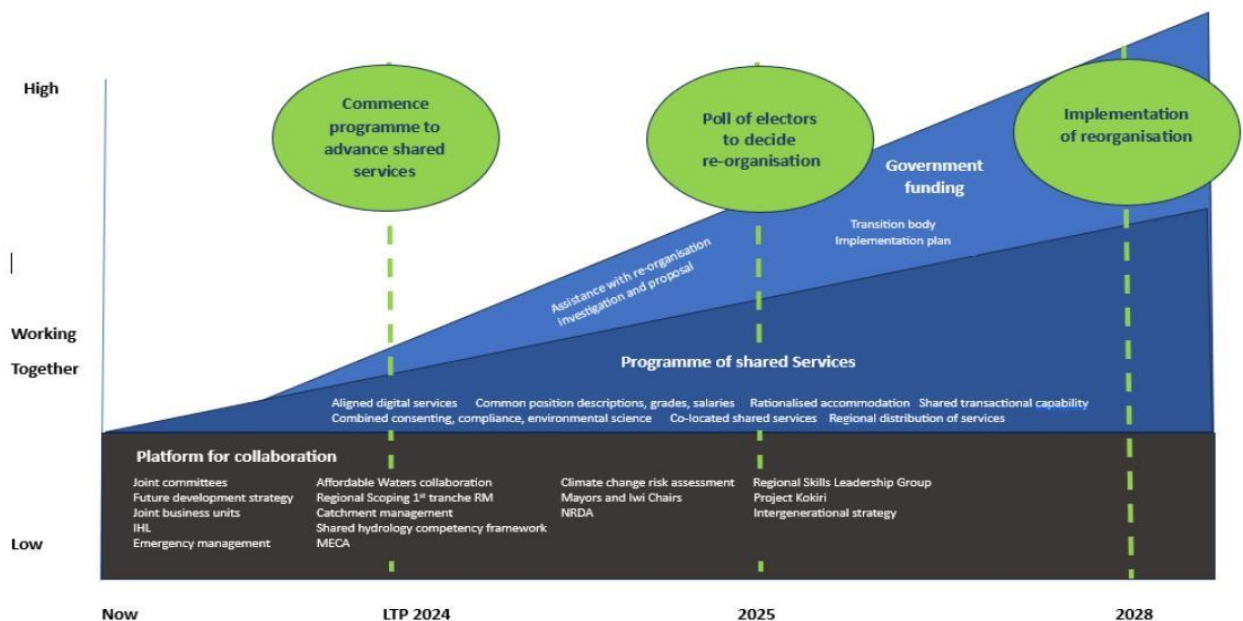 High
Working
Together
Low
Commence
programme to
advance shared
services
Poll of electors
to decide
re-organisation
Implementation
of reorganisation
Government
funding
Transition body
Implementation plan
Assistance with re-organisation
investigation and proposal
Programme of shared Services
Aligned digital services Common position descriptions, grades, salaries Rationalised accommodation Shared transactional capability
Combined consenting, compliance, environmental science Co-located shared services Regional distribution of services
Platform for collaboration
Joint committees
Future development strategy
Joint business units
IHL
Emergency management
Affordable Waters collaboration
Regional Scoping 1st tranche RM
Catchment management
Shared hydrology competency framework
MECA
Climate change risk assessment
Mayors and Iwi Chairs
NRDA
Regional Skills Leadership Group
Project Kokiri
Intergenerational strategy
Now LTP 2024 2025 2028